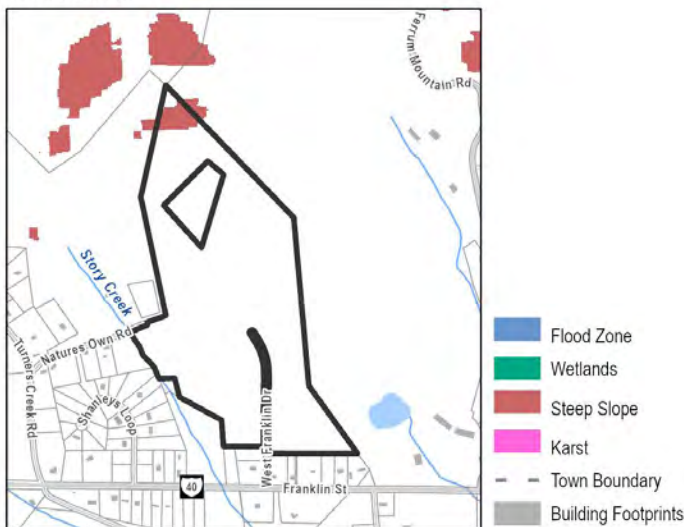 Ferrum Mountain Rd
Story Creek
Natures Own Rd
Turners Creek Rd
Shanleys Loop
West Franklin Dr
40
Franklin St
Flood Zone
Wetlands
Steep Slope
Karst
Town Boundary
Building Footprints